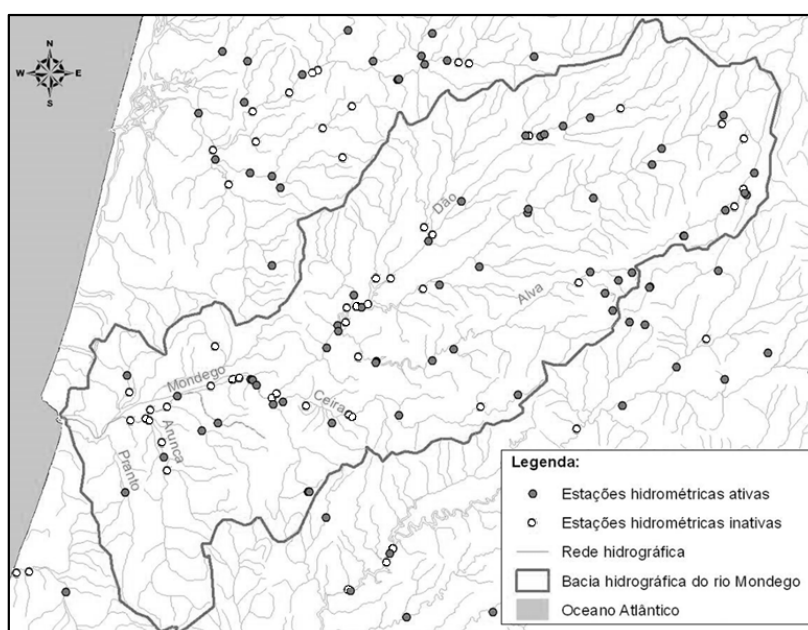 N
W E
S
Dão
Alva
Mondego
Ceira
Arunca
Pranto
Legenda:
Estações hidrométricas ativas
Estações hidrométricas inativas
Rede hidrográfica
Bacia hidrográfica do rio Mondego
Oceano Atlântico